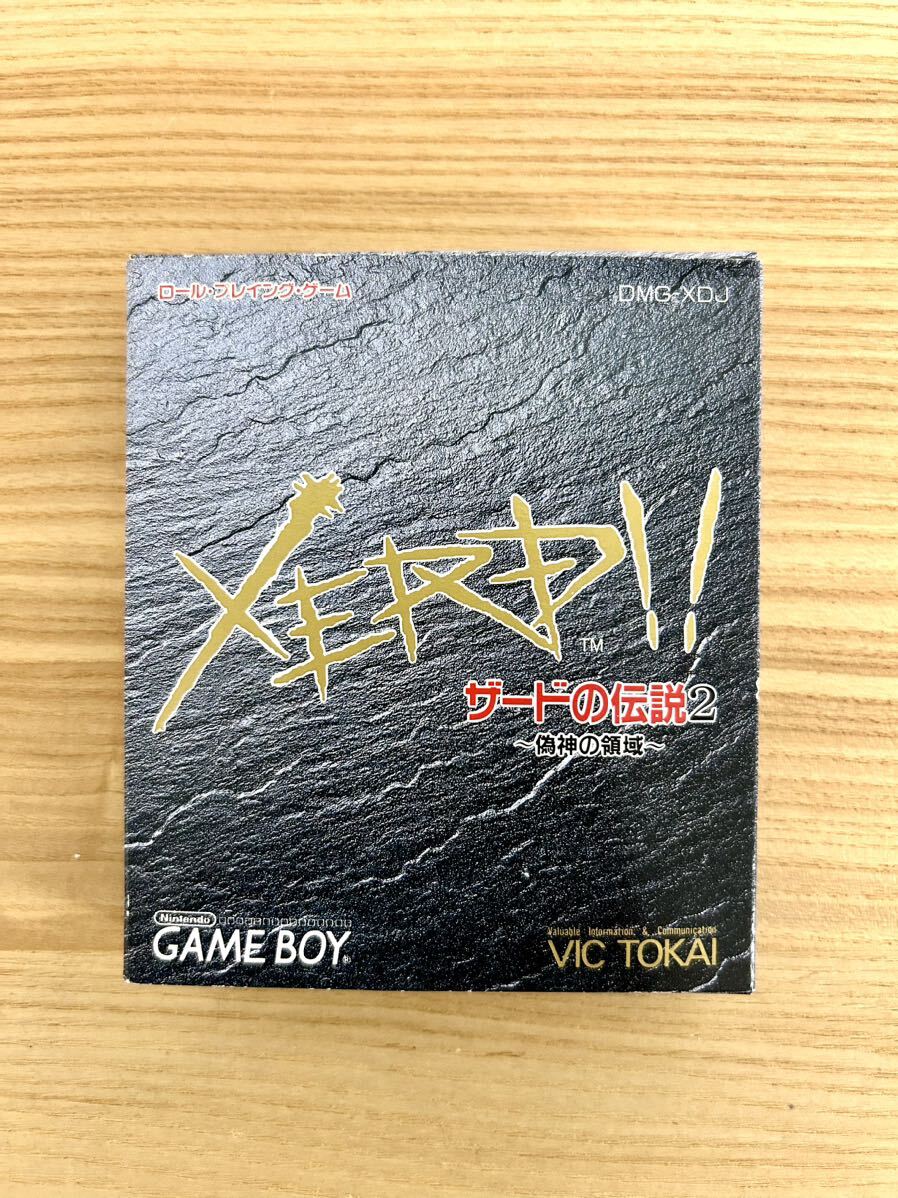 ロール・プレイング・ゲーム
DMG-XDJ
XERD!!
TM
ザードの伝説2
~偽神の領域~
Nintendo
GAME BOY®
Valuable Information & Communication
VIC TOKAI